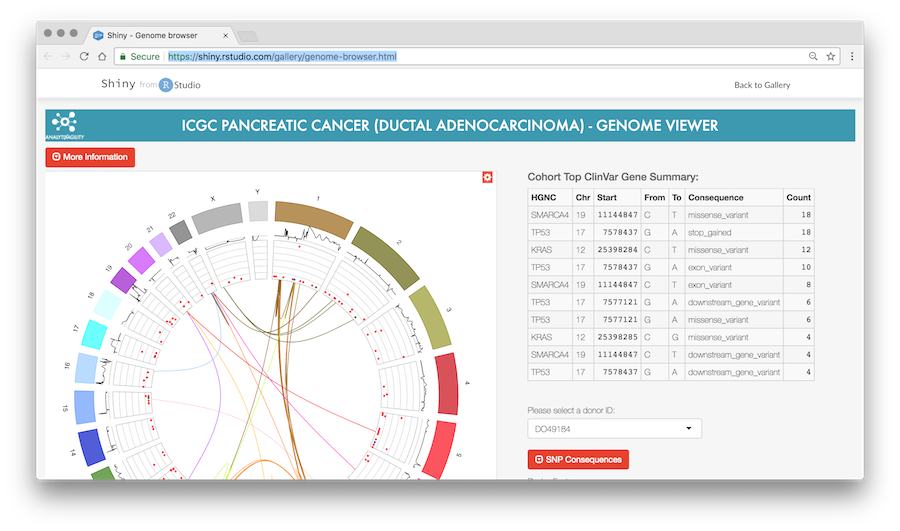 Shiny - Genome browser
Secure https://shiny.rstudio.com/gallery/genome-browser.html
Shiny from R Studio
Back to Gallery
ANALYTXAGILITY
ICGC PANCREATIC CANCER (DUCTAL ADENOCARCINOMA) - GENOME VIEWER
More Information
Cohort Top ClinVar Gene Summary:
HGNC Chr Start From To Consequence Count
SMARCA4 19 11144847 C T missense_variant 18
TP53 17 7578437 G A stop_gained 18
KRAS 12 25398284 C T missense_variant 12
TP53 17 7578437 G A exon_variant 10
SMARCA4 19 11144847 C T exon_variant 8
TP53 17 7577121 G A downstream_gene_variant 6
TP53 17 7577121 G A missense_variant 6
KRAS 12 25398285 C G missense_variant 4
SMARCA4 19 11144847 C T downstream_gene_variant 4
TP53 17 7578437 G A downstream_gene_variant 4
Please select a donor ID:
DO49184
SNP Consequences
1
2
3
4
5
14
15
16
17
18
19
20
21
22
X
Y